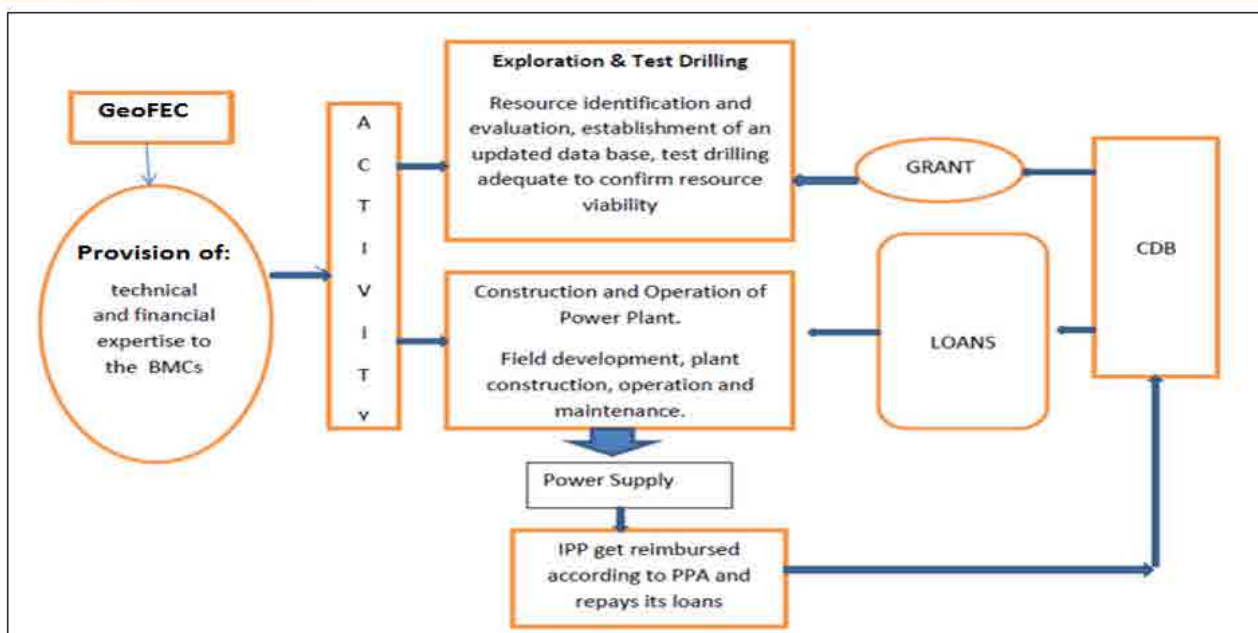 GeoFEC
Provision of:
technical
and financial
expertise to
the BMCs
A
C
T
I
V
I
T
Y
Exploration & Test Drilling
Resource identification and
evaluation, establishment of an
updated data base, test drilling
adequate to confirm resource
viability
Construction and Operation of
Power Plant.
Field development, plant
construction, operation and
maintenance.
GRANT
LOANS
CDB
Power Supply
IPP get reimbursed
according to PPA and
repays its loans